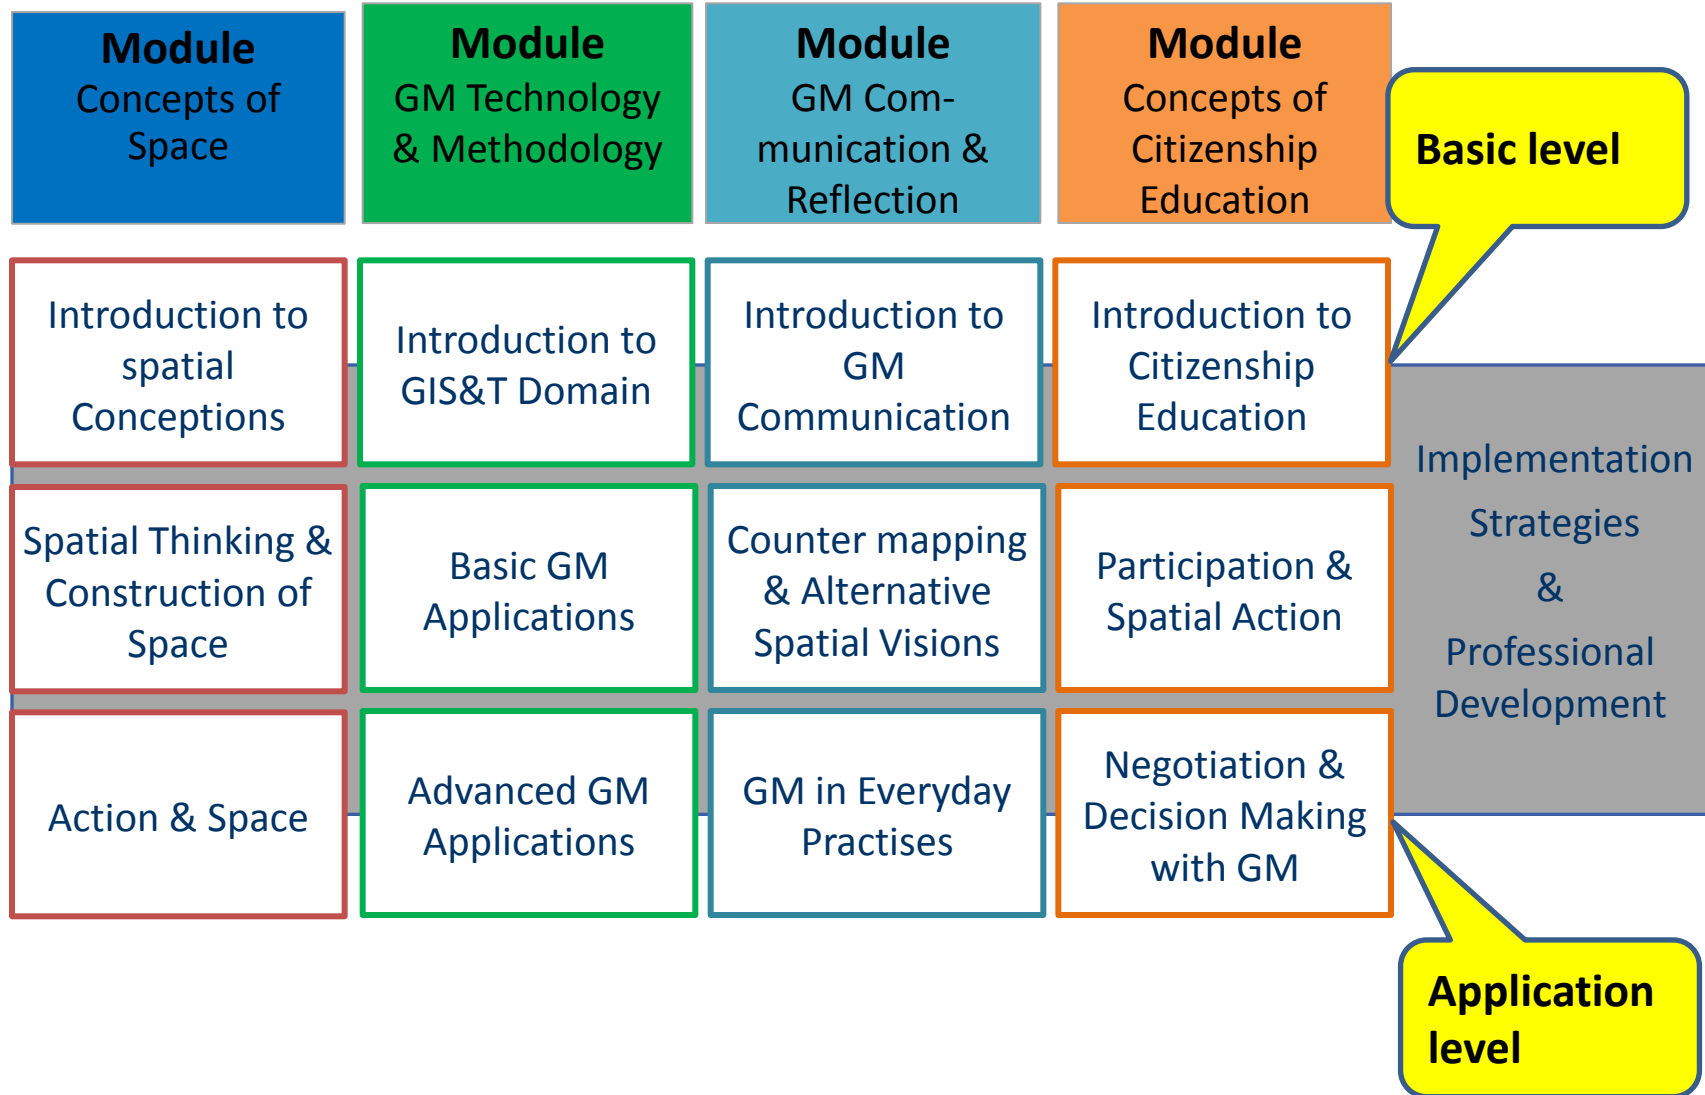 Module
Concepts of
Space
Module
GM Technology
& Methodology
Module
GM Com-
munication &
Reflection
Module
Concepts of
Citizenship
Education
Basic level
Introduction to
spatial
Conceptions
Introduction to
GIS&T Domain
Introduction to
GM
Communication
Introduction to
Citizenship
Education
Spatial Thinking &
Construction of
Space
Basic GM
Applications
Counter mapping
& Alternative
Spatial Visions
Participation &
Spatial Action
Implementation
Strategies
&
Professional
Development
Action & Space
Advanced GM
Applications
GM in Everyday
Practises
Negotiation &
Decision Making
with GM
Application
level